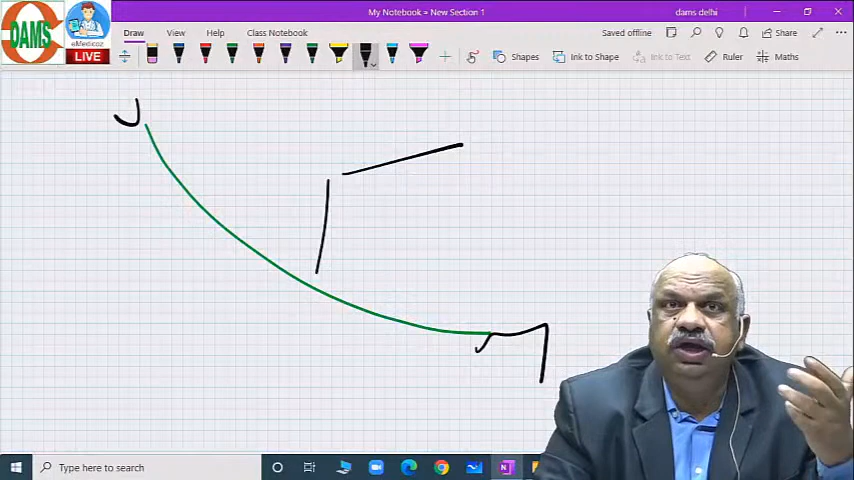 DAMS
eMedicoz
LIVE
My Notebook » New Section 1
dams delhi
Draw
View
Help
Class Notebook
Saved offline
Share
Shapes
Ink to Shape
Ink to Text
Ruler
Maths
Type here to search